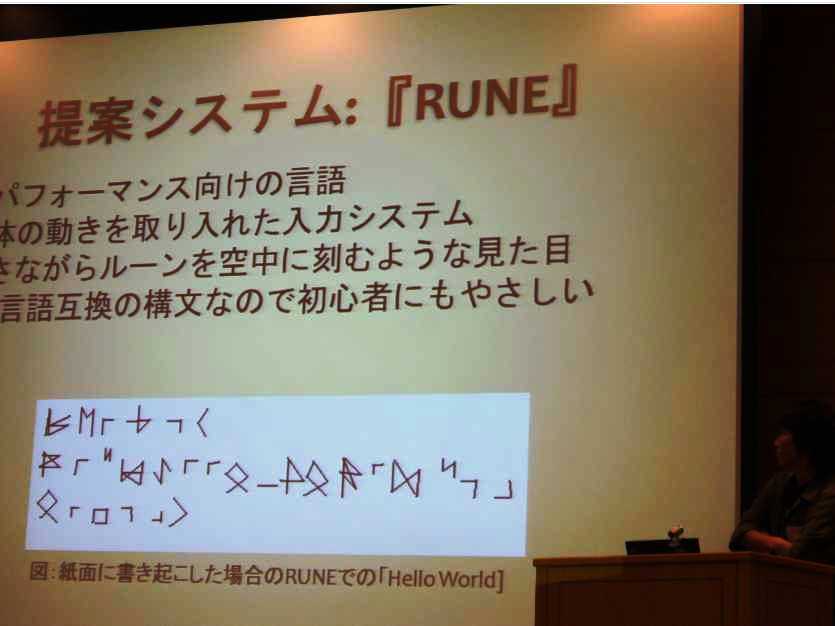 提案システム:『RUNE』
パフォーマンス向けの言語
体の動きを取り入れた入力システム
さながらルーンを空中に刻むような見た目
言語互換の構文なので初心者にもやさしい
図:紙面に書き起こした場合のRUNEでの「Hello World]